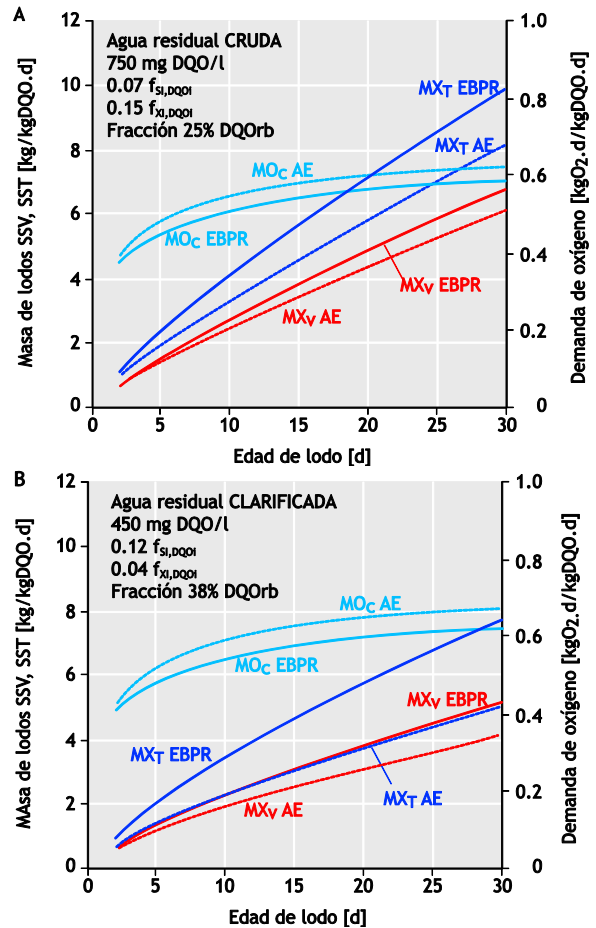 A
Masa de lodos SSV, SST [kg/kgDQO.d]
12
10
8
6
4
2
0
Agua residual CRUDA
750 mg DQO/l
0.07 fSI,DQOI
0.15 fXI,DQOI
Fracción 25% DQOrb
MXT EBPR
MXT AE
MOC AE
MOC EBPR
MXV EBPR
MXV AE
1.0
0.8
0.6
0.4
0.2
0
Demanda de oxígeno [kgO2.d/kgDQO.d]
0 5 10 15 20 25 30
Edad de lodo [d]
B
MAsa de lodos SSV, SST [kg/kgDQO.d]
12
10
8
6
4
2
0
Agua residual CLARIFICADA
450 mg DQO/l
0.12 fSI,DQOI
0.04 fXI,DQOI
Fracción 38% DQOrb
MOC AE
MOC EBPR
MXV EBPR
MXT EBPR
MXT AE
MXV AE
1.0
0.8
0.6
0.4
0.2
0
Demanda de oxígeno [kgO2.d/kgDQO.d]
0 5 10 15 20 25 30
Edad de lodo [d]